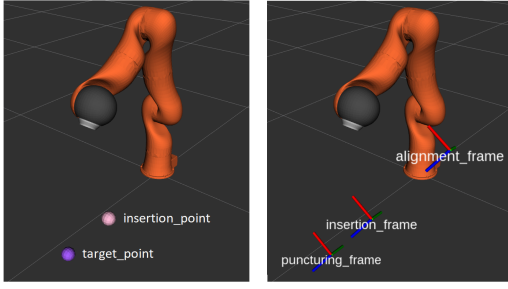 insertion_point
target_point
alignment_frame
insertion_frame
puncturing_frame